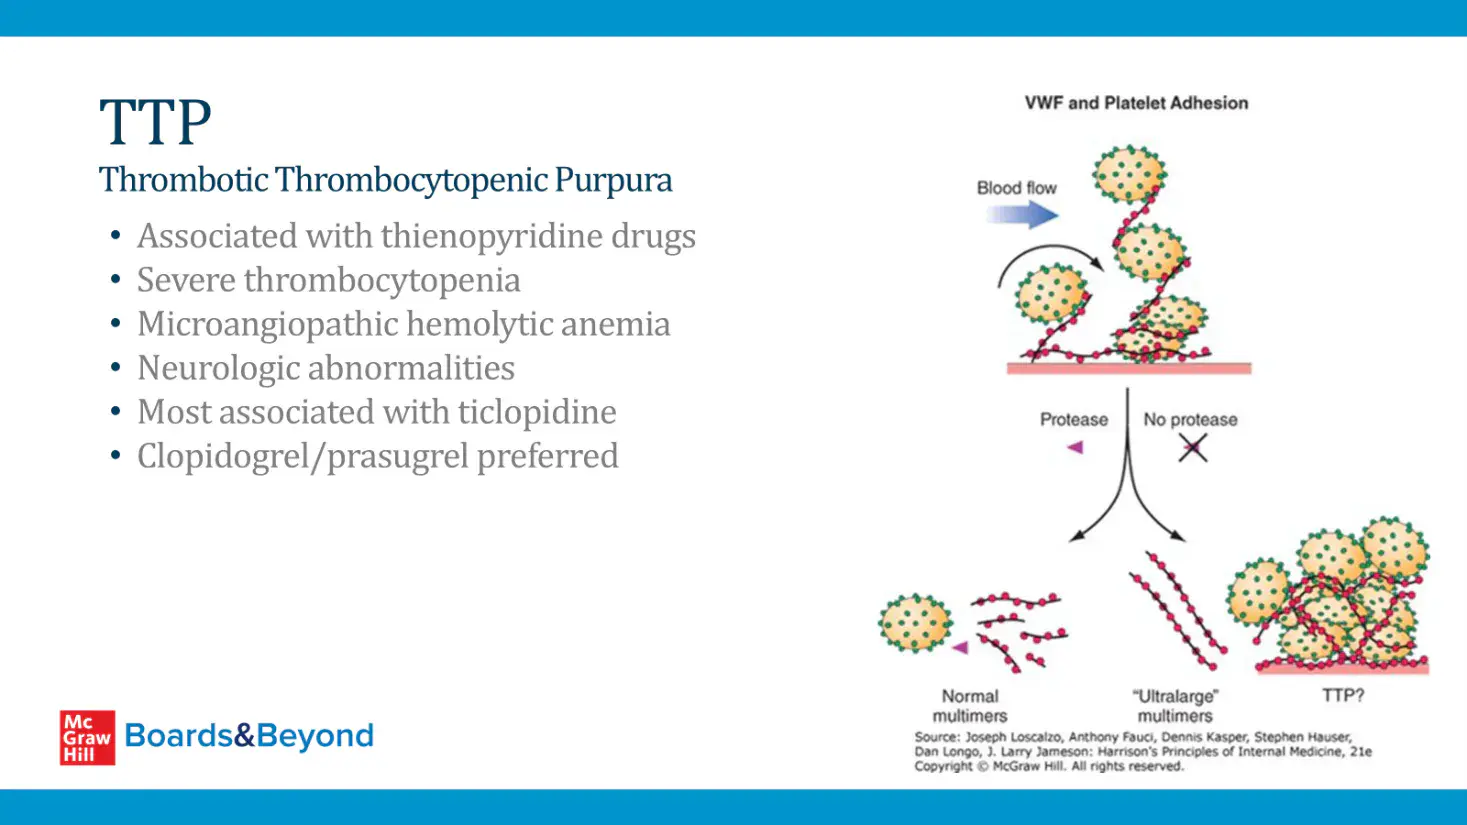 TTP
Thrombotic Thrombocytopenic Purpura
• Associated with thienopyridine drugs
• Severe thrombocytopenia
• Microangiopathic hemolytic anemia
• Neurologic abnormalities
• Most associated with ticlopidine
• Clopidogrel/prasugrel preferred
VWF and Platelet Adhesion
Blood flow
Protease
No protease
Normal
multimers
"Ultralarge"
multimers
TTP?
Source: Joseph Loscalzo, Anthony Fauci, Dennis Kasper, Stephen Hauser,
Dan Longo, J. Larry Jameson: Harrison's Principles of Internal Medicine, 21e
Copyright © McGraw Hill. All rights reserved.
Mc
Graw
Hill
Boards&Beyond